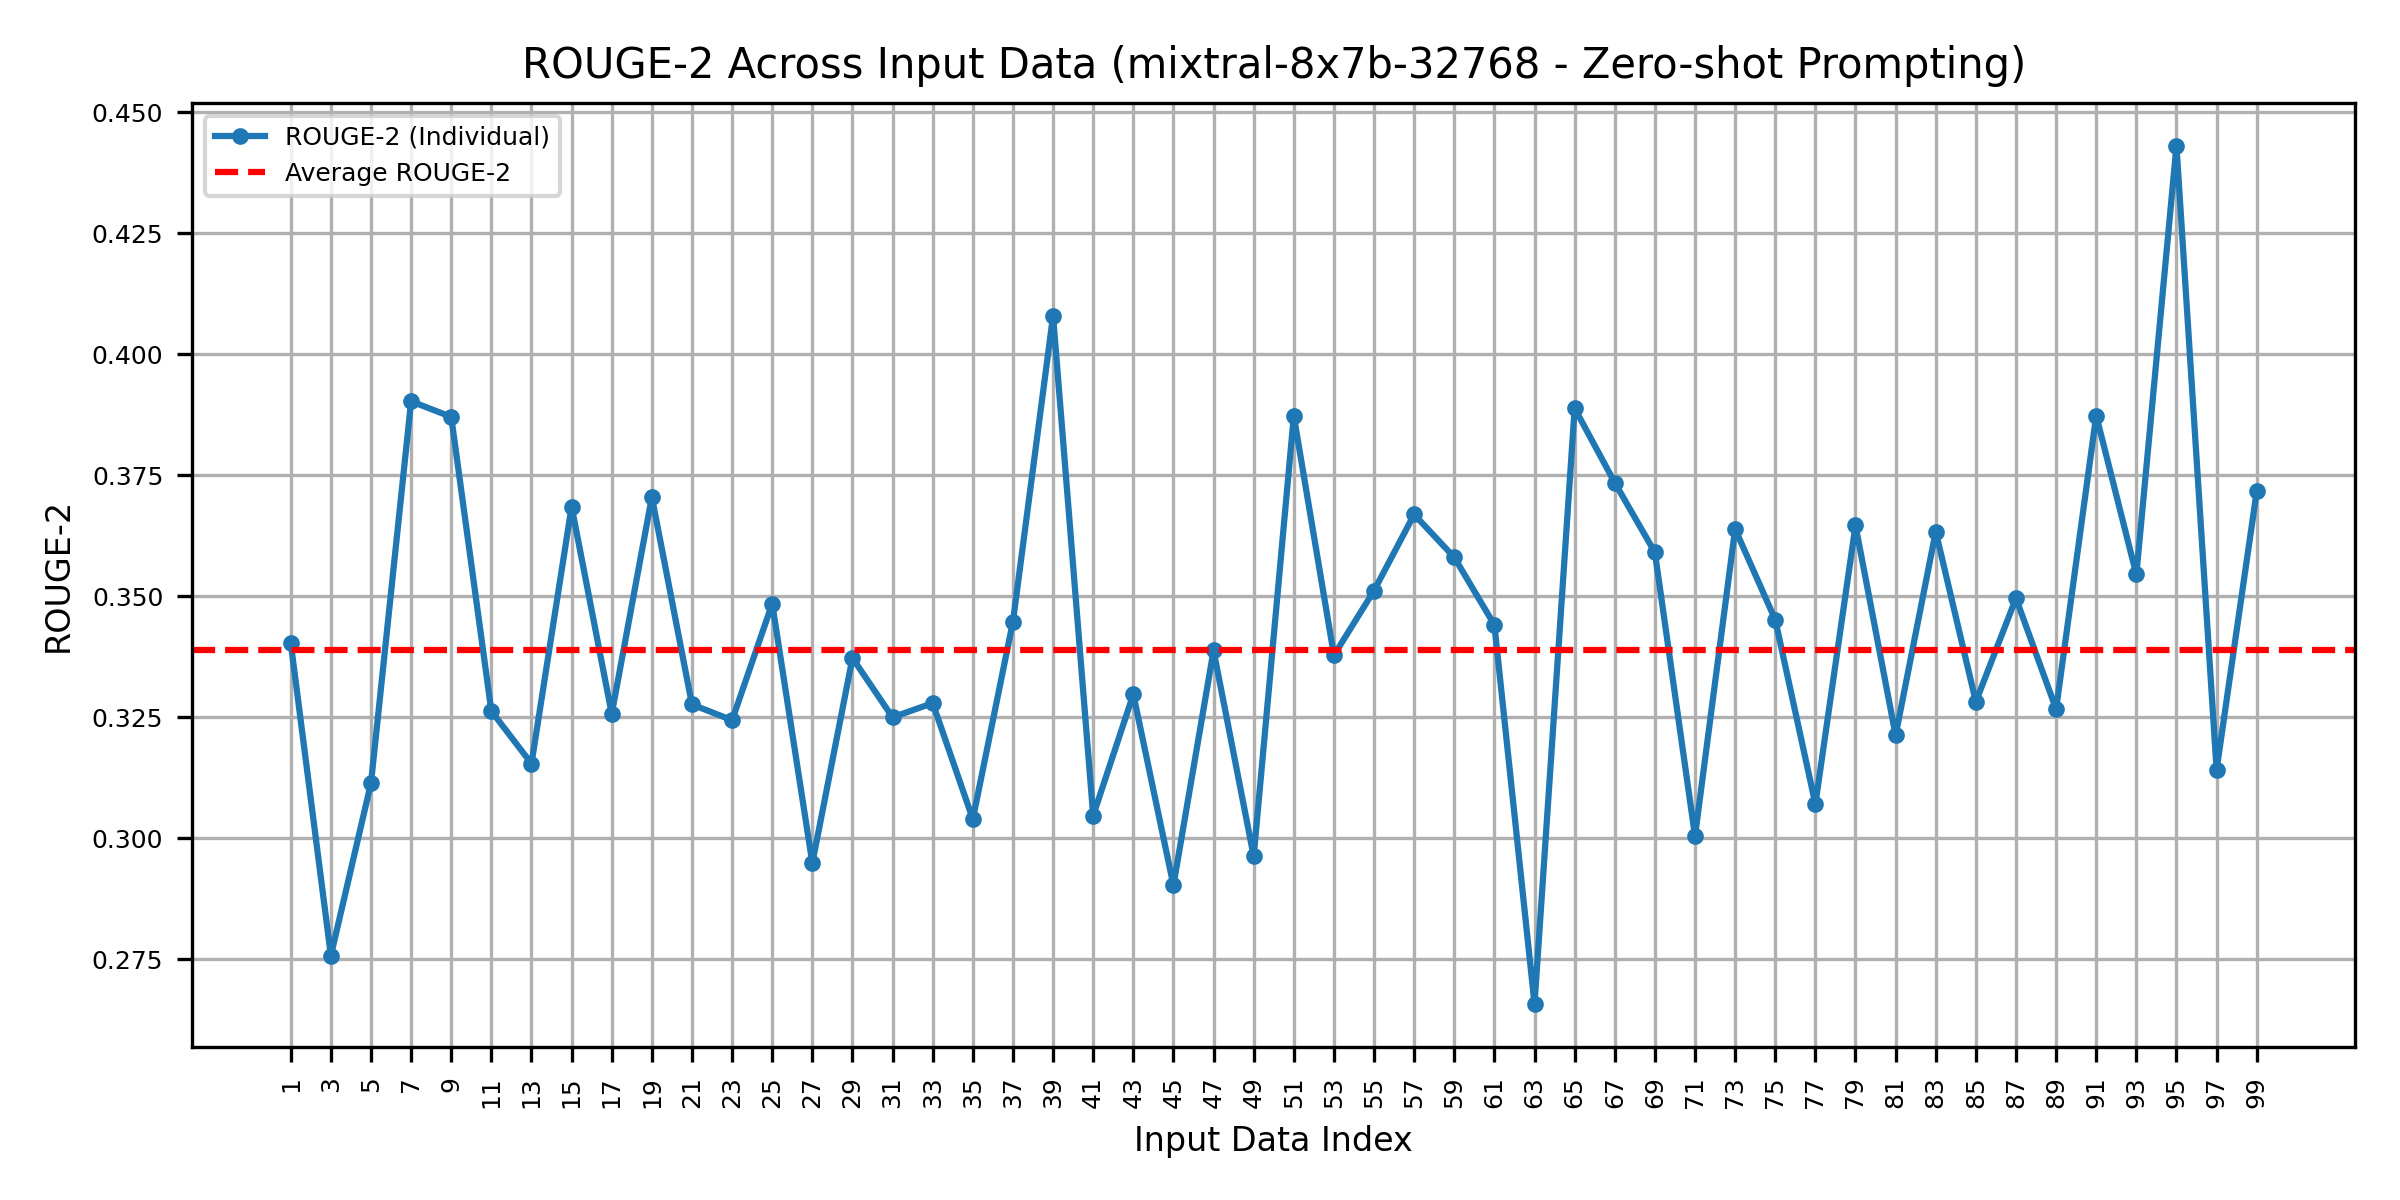 ROUGE-2 Across Input Data (mixtral-8x7b-32768 - Zero-shot Prompting)
ROUGE-2 (Individual)
Average ROUGE-2
0.450
0.425
0.400
0.375
0.350
0.325
0.300
0.275
ROUGE-2
1 3 5 7 9 11 13 15 17 19 21 23 25 27 29 31 33 35 37 39 41 43 45 47 49 51 53 55 57 59 61 63 65 67 69 71 73 75 77 79 81 83 85 87 89 91 93 95 97 99
Input Data Index